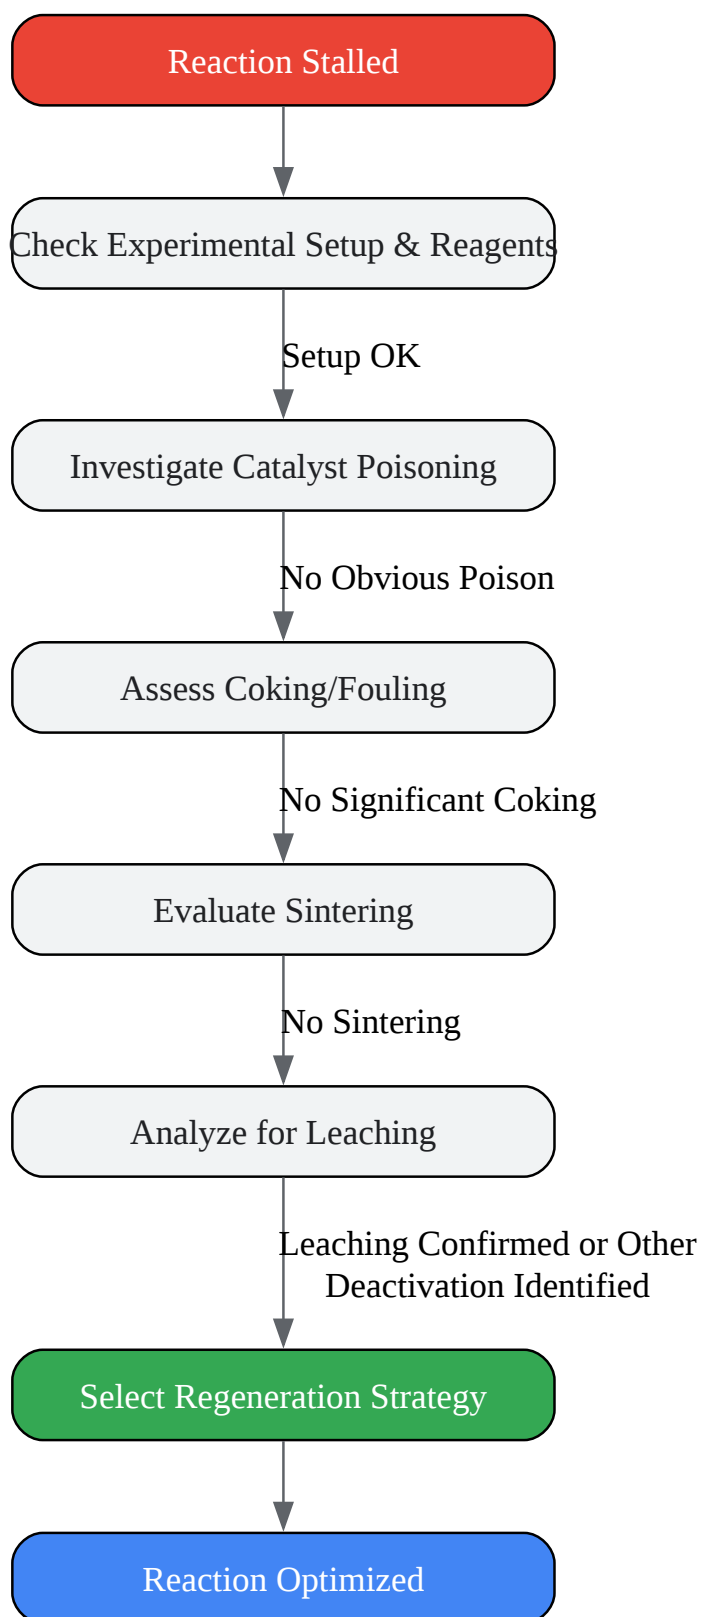 Reaction Stalled
Check Experimental Setup & Reagents
Setup OK
Investigate Catalyst Poisoning
No Obvious Poison
Assess Coking/Fouling
No Significant Coking
Evaluate Sintering
No Sintering
Analyze for Leaching
Leaching Confirmed or Other
Deactivation Identified
Select Regeneration Strategy
Reaction Optimized